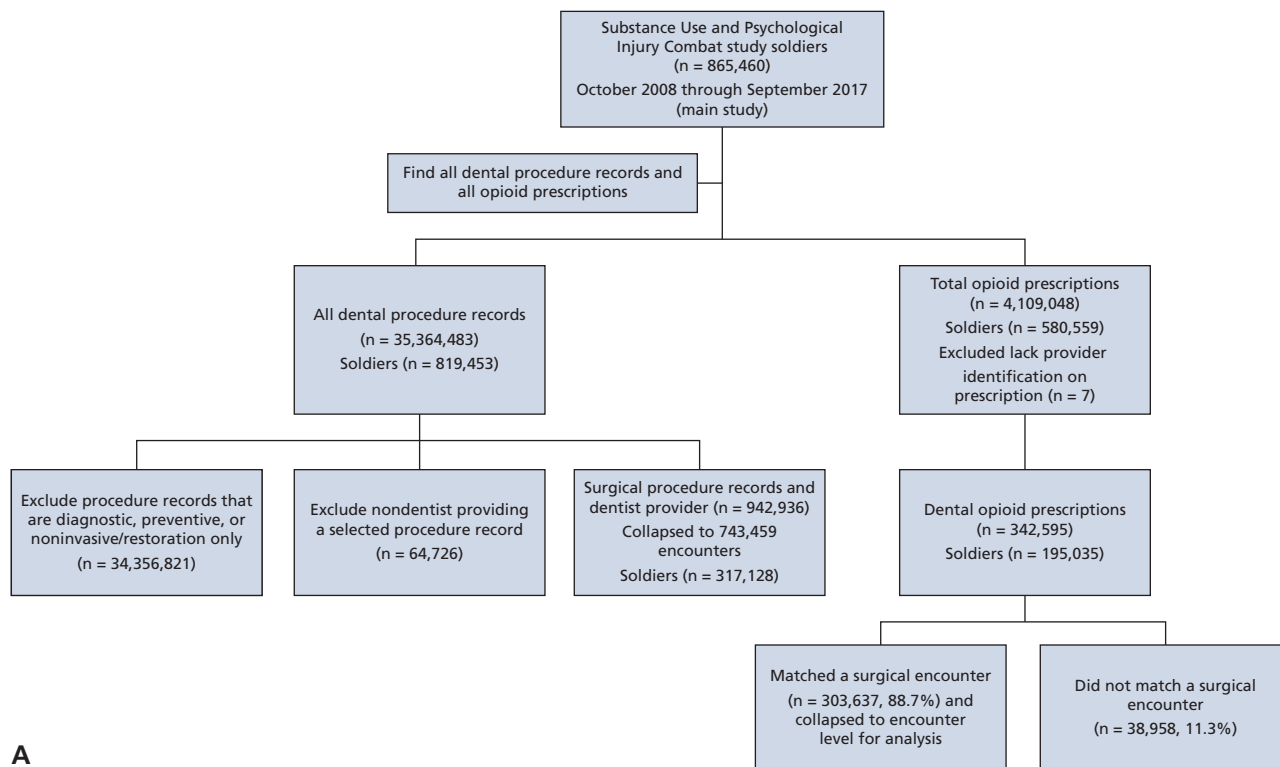 Substance Use and Psychological
Injury Combat study soldiers
(n = 865,460)
October 2008 through September 2017
(main study)
Find all dental procedure records and
all opioid prescriptions
All dental procedure records
(n = 35,364,483)
Soldiers (n = 819,453)
Total opioid prescriptions
(n = 4,109,048)
Soldiers (n = 580,559)
Excluded lack provider
identification on
prescription (n = 7)
Exclude procedure records that
are diagnostic, preventive, or
noninvasive/restoration only
(n = 34,356,821)
Exclude nondentist providing
a selected procedure record
(n = 64,726)
Surgical procedure records and
dentist provider (n = 942,936)
Collapsed to 743,459
encounters
Soldiers (n = 317,128)
Dental opioid prescriptions
(n = 342,595)
Soldiers (n = 195,035)
Matched a surgical encounter
(n = 303,637, 88.7%) and
collapsed to encounter
level for analysis
Did not match a surgical
encounter
(n = 38,958, 11.3%)
A